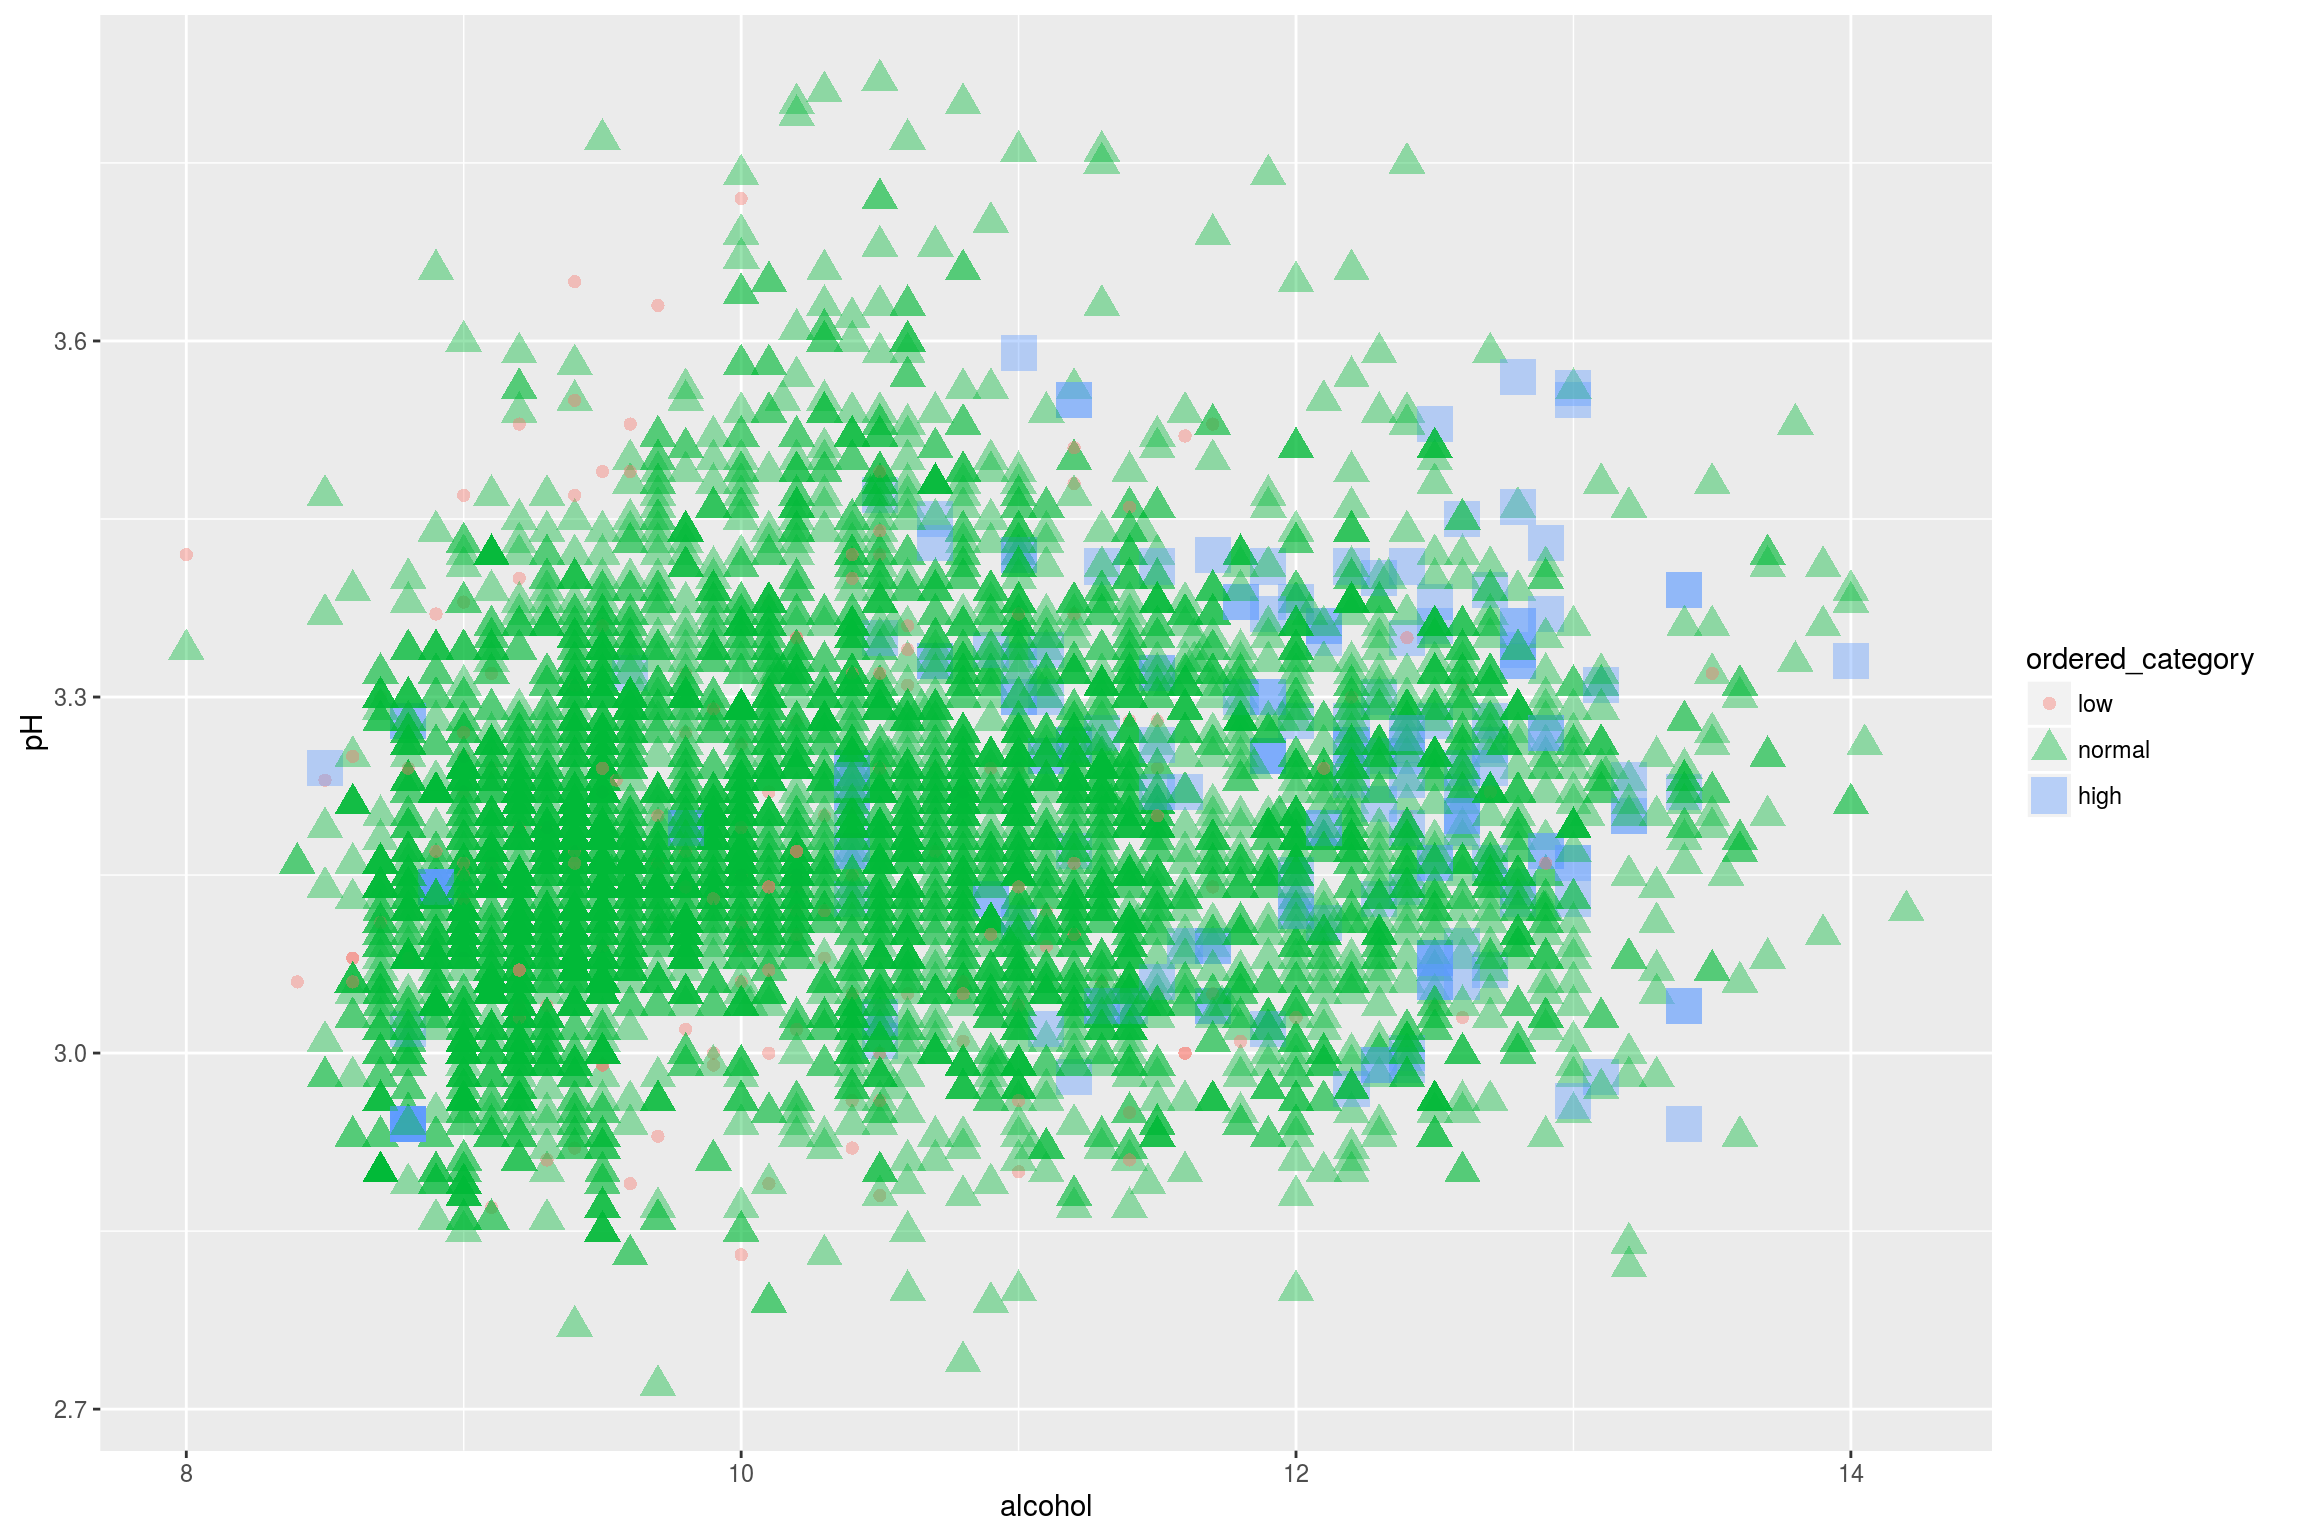 3.6
3.3
3.0
2.7
pH
8 10 12 14
alcohol
ordered_category
low
normal
high